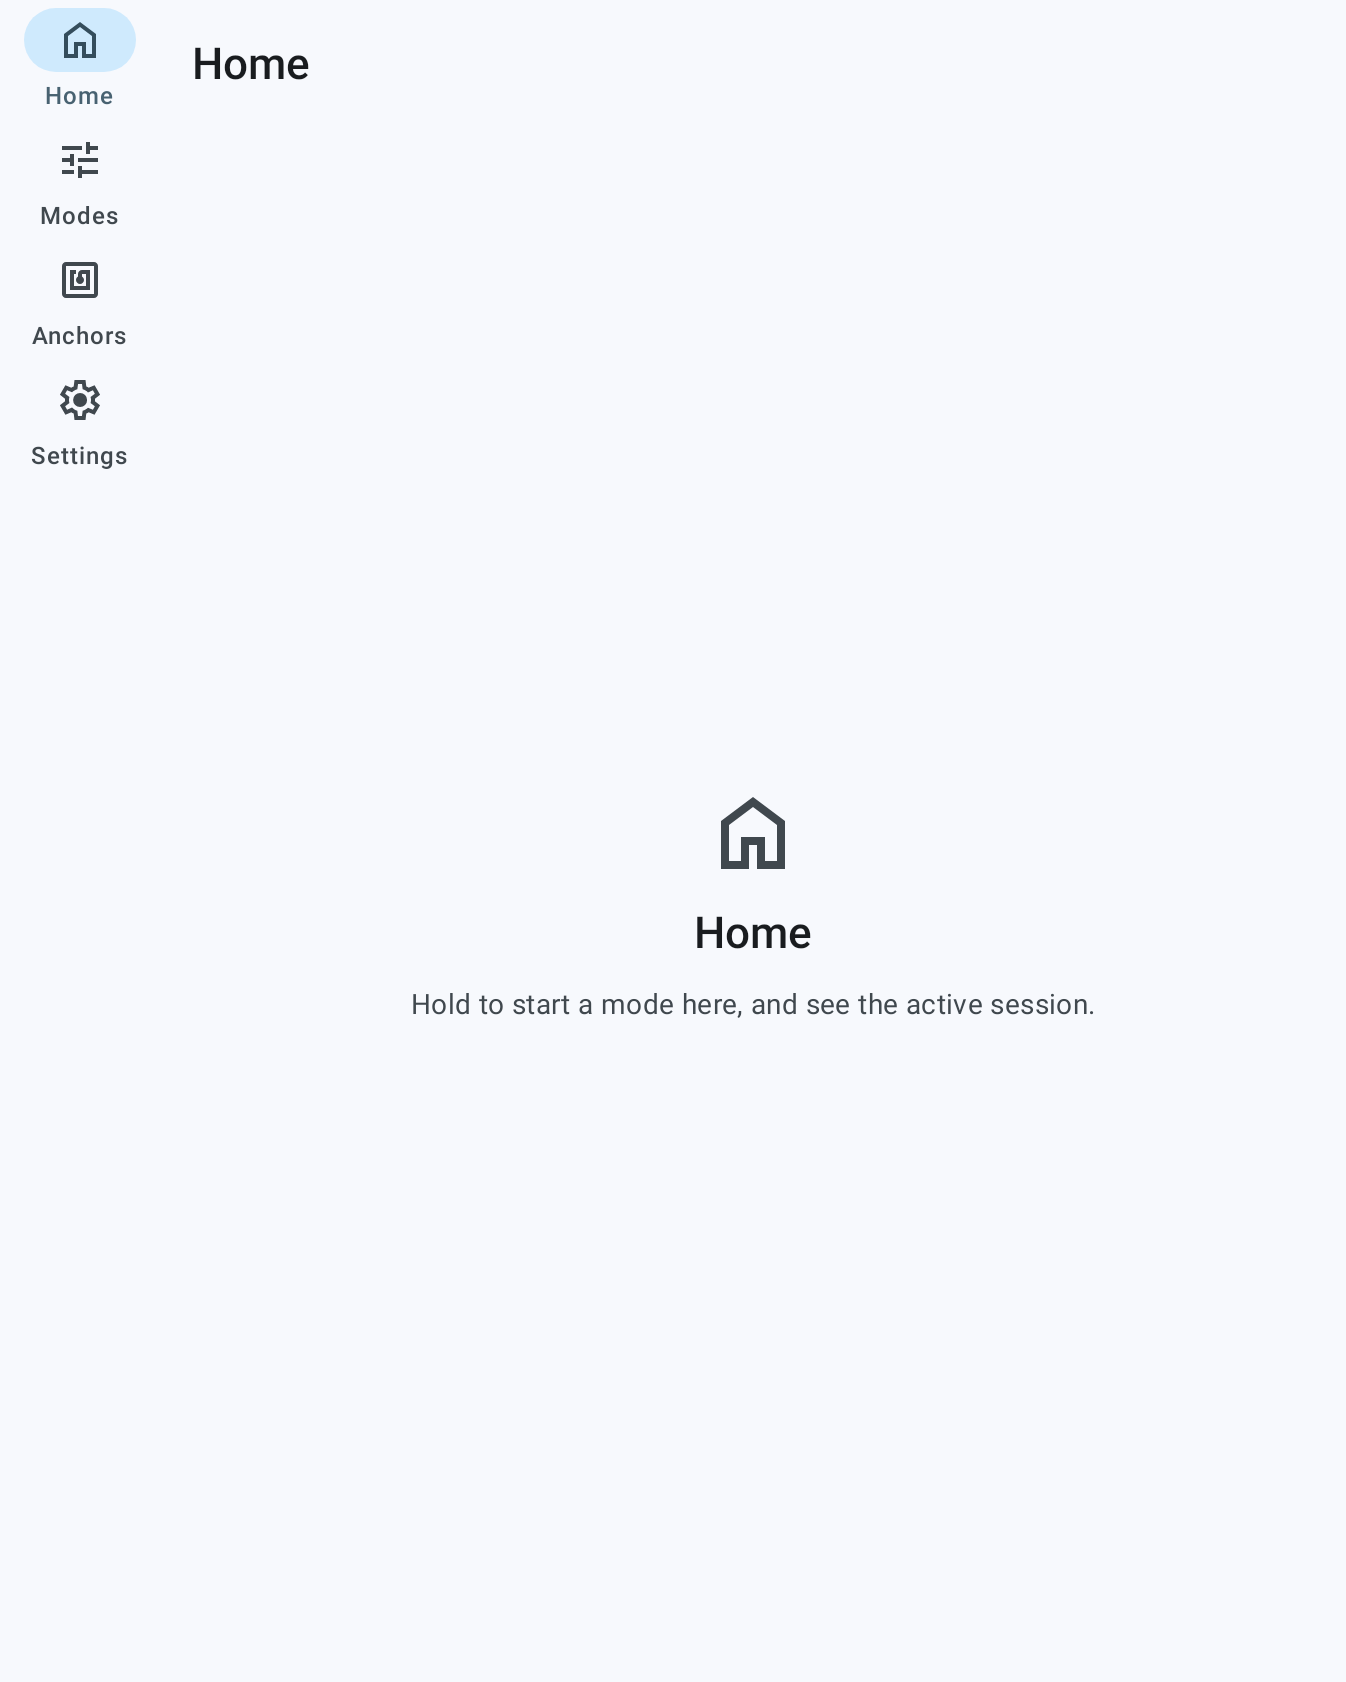 Home
Modes
Anchors
Settings
Home
Home
Hold to start a mode here, and see the active session.